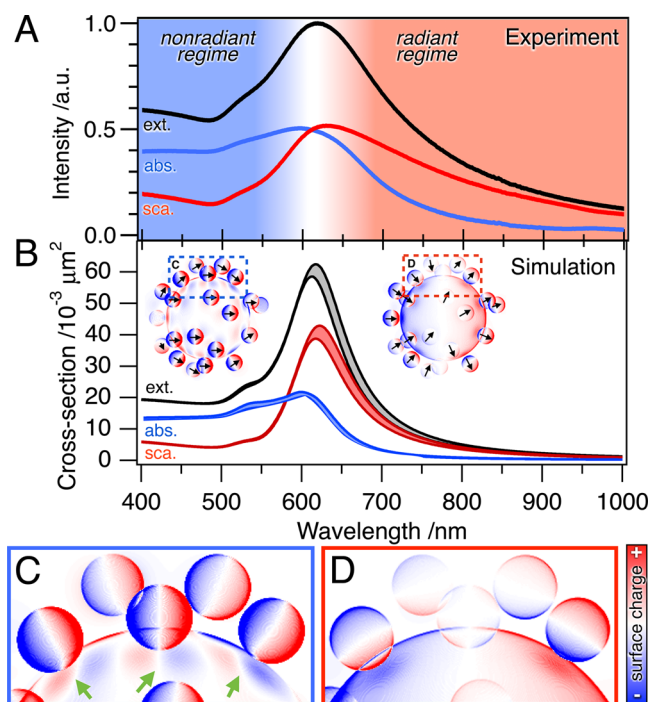 A
1.0
0.5
0.0
Intensity /a.u.
nonradiant
regime
radiant
regime
Experiment
ext.
abs.
sca.
B
60
50
40
30
20
10
0
Cross-section /10⁻³ µm²
C
D
Simulation
ext.
abs.
sca.
400 500 600 700 800 900 1000
Wavelength /nm
C
D
- surface charge +